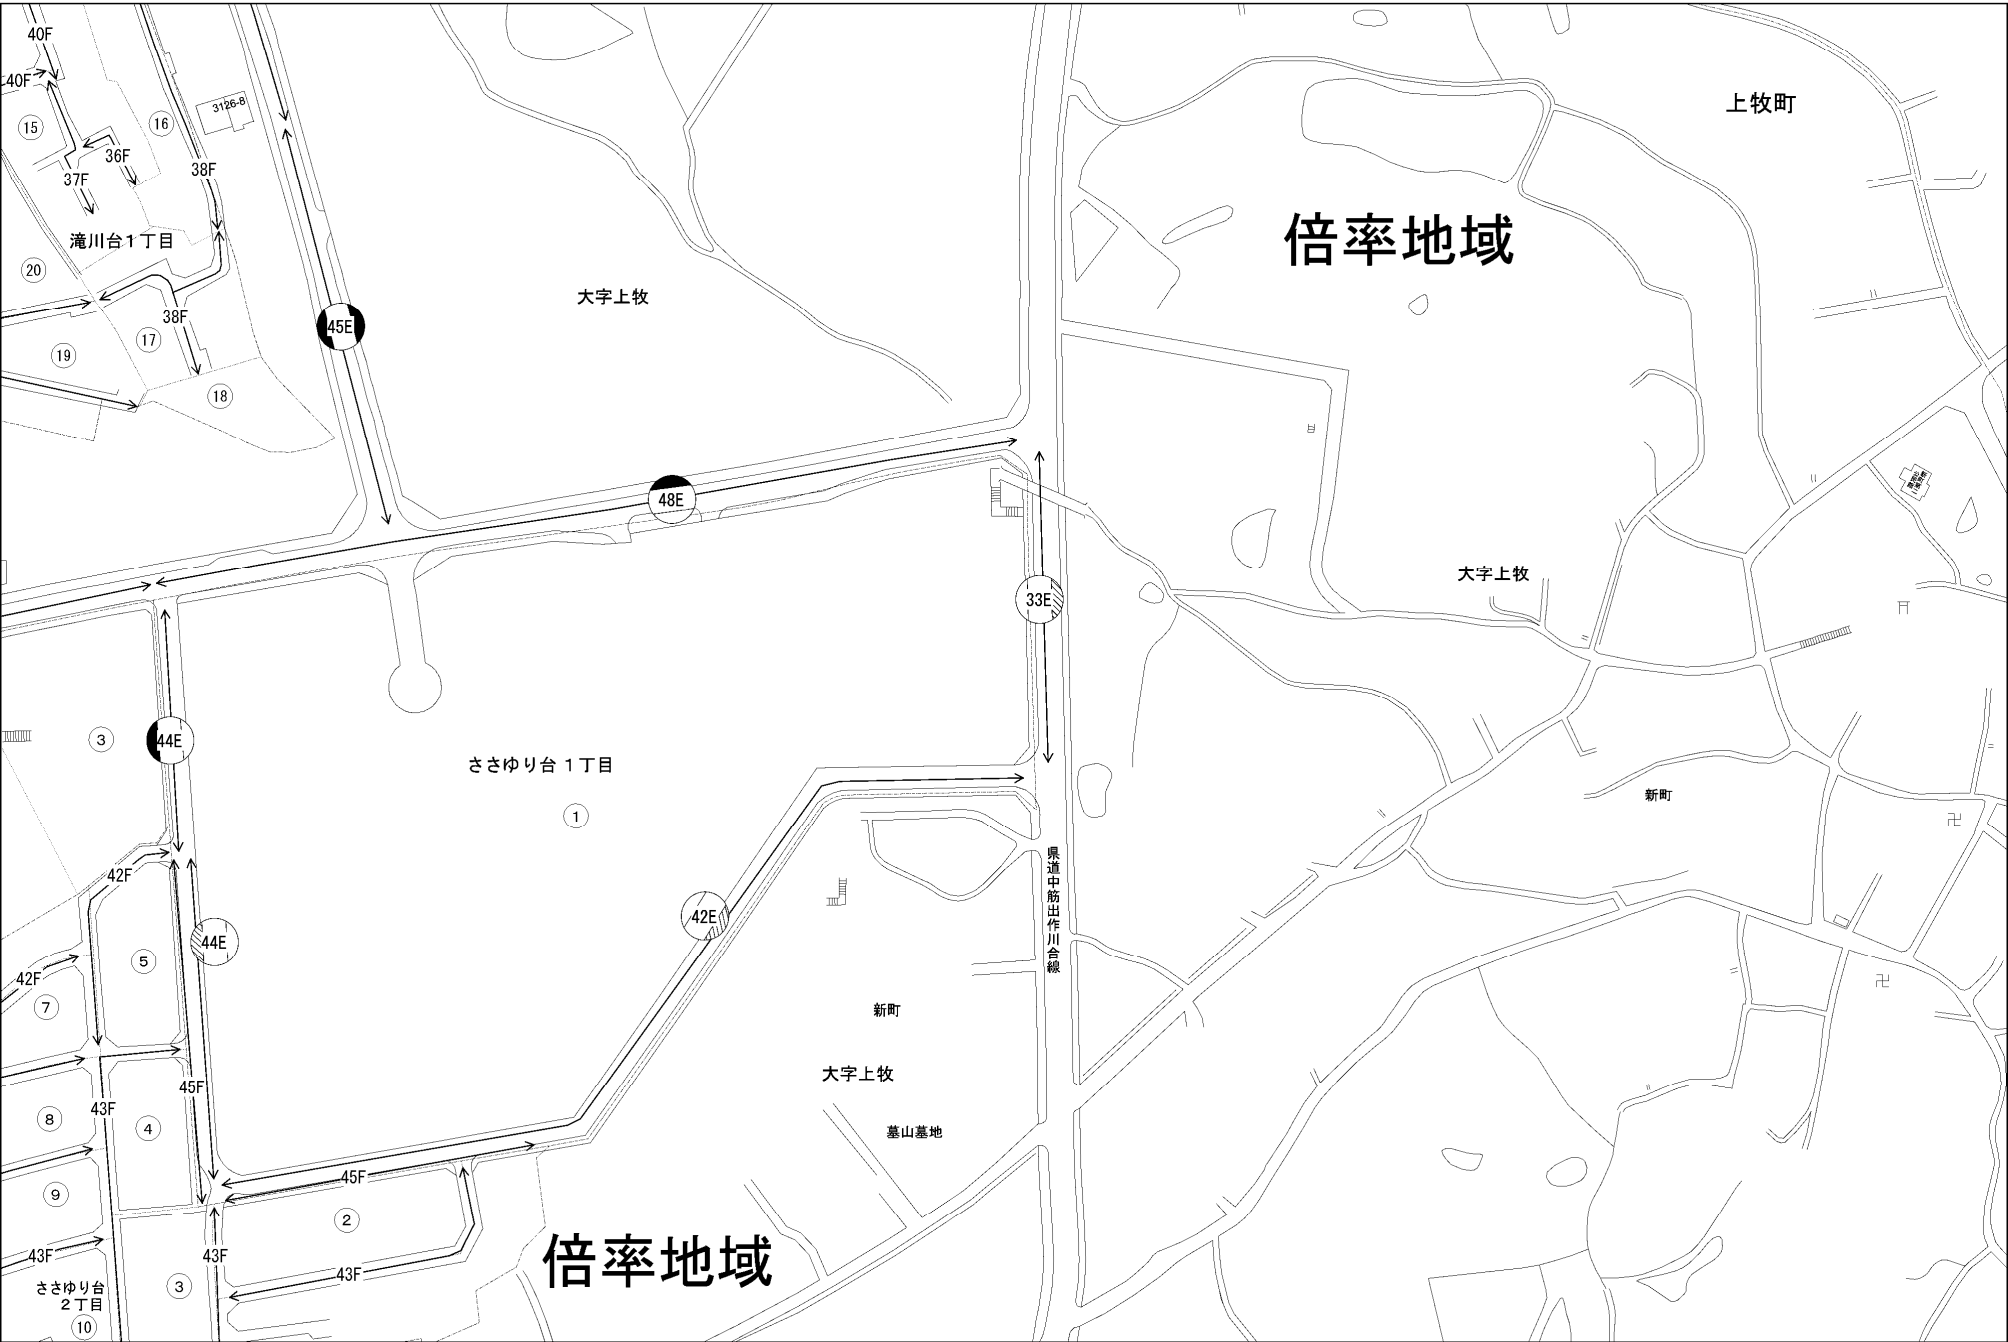 40F
40F
15
16
3126-8
36F
37F
38F
上牧町
倍率地域
滝川台1丁目
20
大字上牧
38F
45E
17
19
18
48E
大字上牧
33E
3
44E
ささゆり台 1丁目
新町
1
42F
県道中筋出作川合線
42E
44E
5
42F
7
新町
大字上牧
45F
43F
8
4
墓山墓地
9
45F
2
43F
43F
43F
倍率地域
ささゆり台
2丁目
3
10